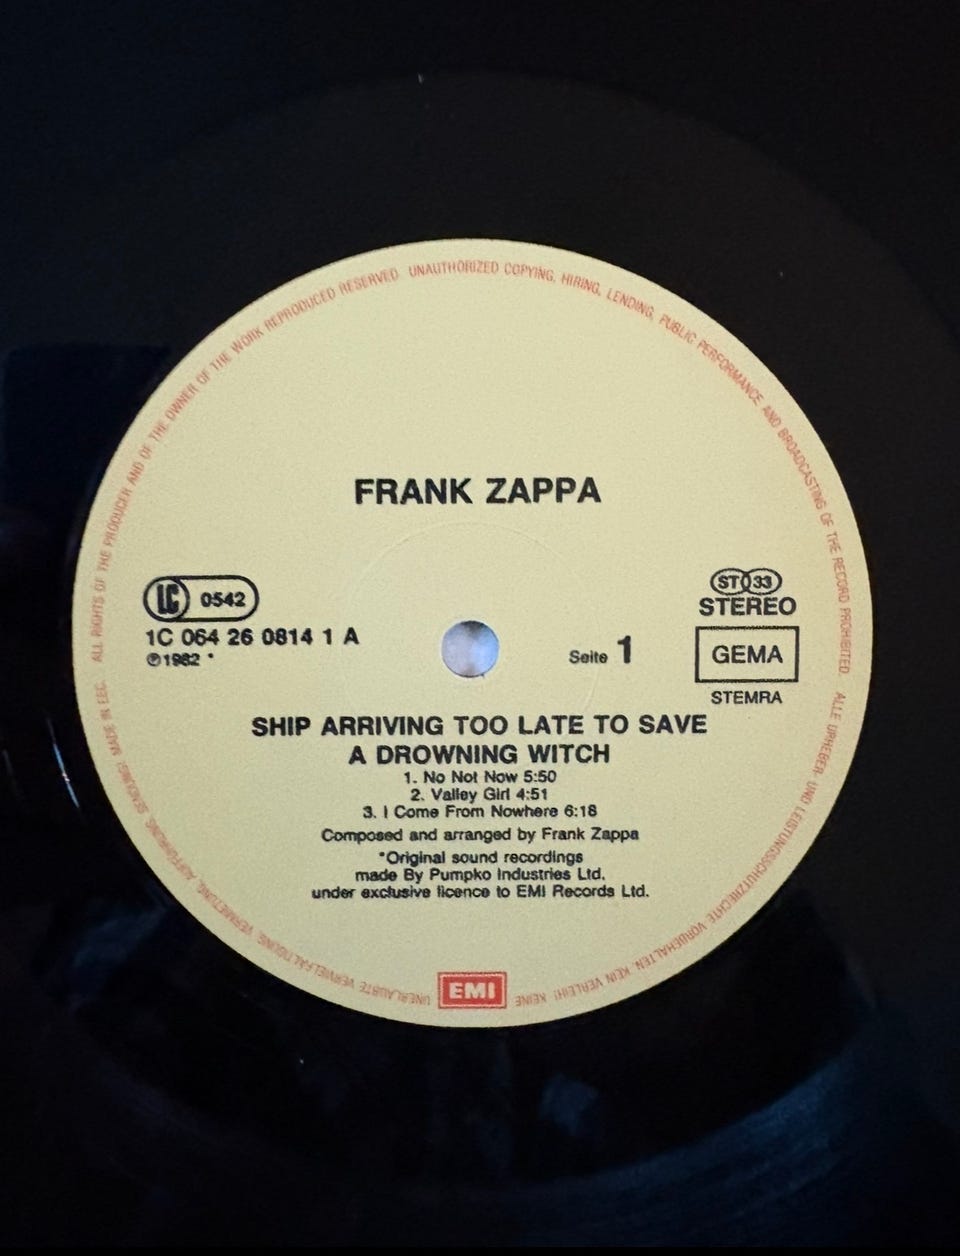 ALL RIGHTS OF THE PRODUCER AND OF THE OWNER OF THE WORK REPRODUCED RESERVED UNAUTHORIZED COPYING, HIRING, LENDING, PUBLIC PERFORMANCE AND BROADCASTING OF THE RECORD PROHIBITED.
FRANK ZAPPA
LC 0542
1C 064 26 0814 1 A
℗1982 *
Seite 1
ST 33
STEREO
GEMA
STEMRA
SHIP ARRIVING TOO LATE TO SAVE
A DROWNING WITCH
1. No Not Now 5:50
2. Valley Girl 4:51
3. I Come From Nowhere 6:18
Composed and arranged by Frank Zappa
*Original sound recordings
made By Pumpko Industries Ltd.
under exclusive licence to EMI Records Ltd.
EMI
ALLE URHEBER- UND LEISTUNGSSCHUTZRECHTE VORBEHALTEN. KEIN VERLEIH! KEINE
UNERLAUBTE VERVIELFÄLTIGUNG, VERMIETUNG, AUFFÜHRUNG, SENDUNG! MADE IN EEC.